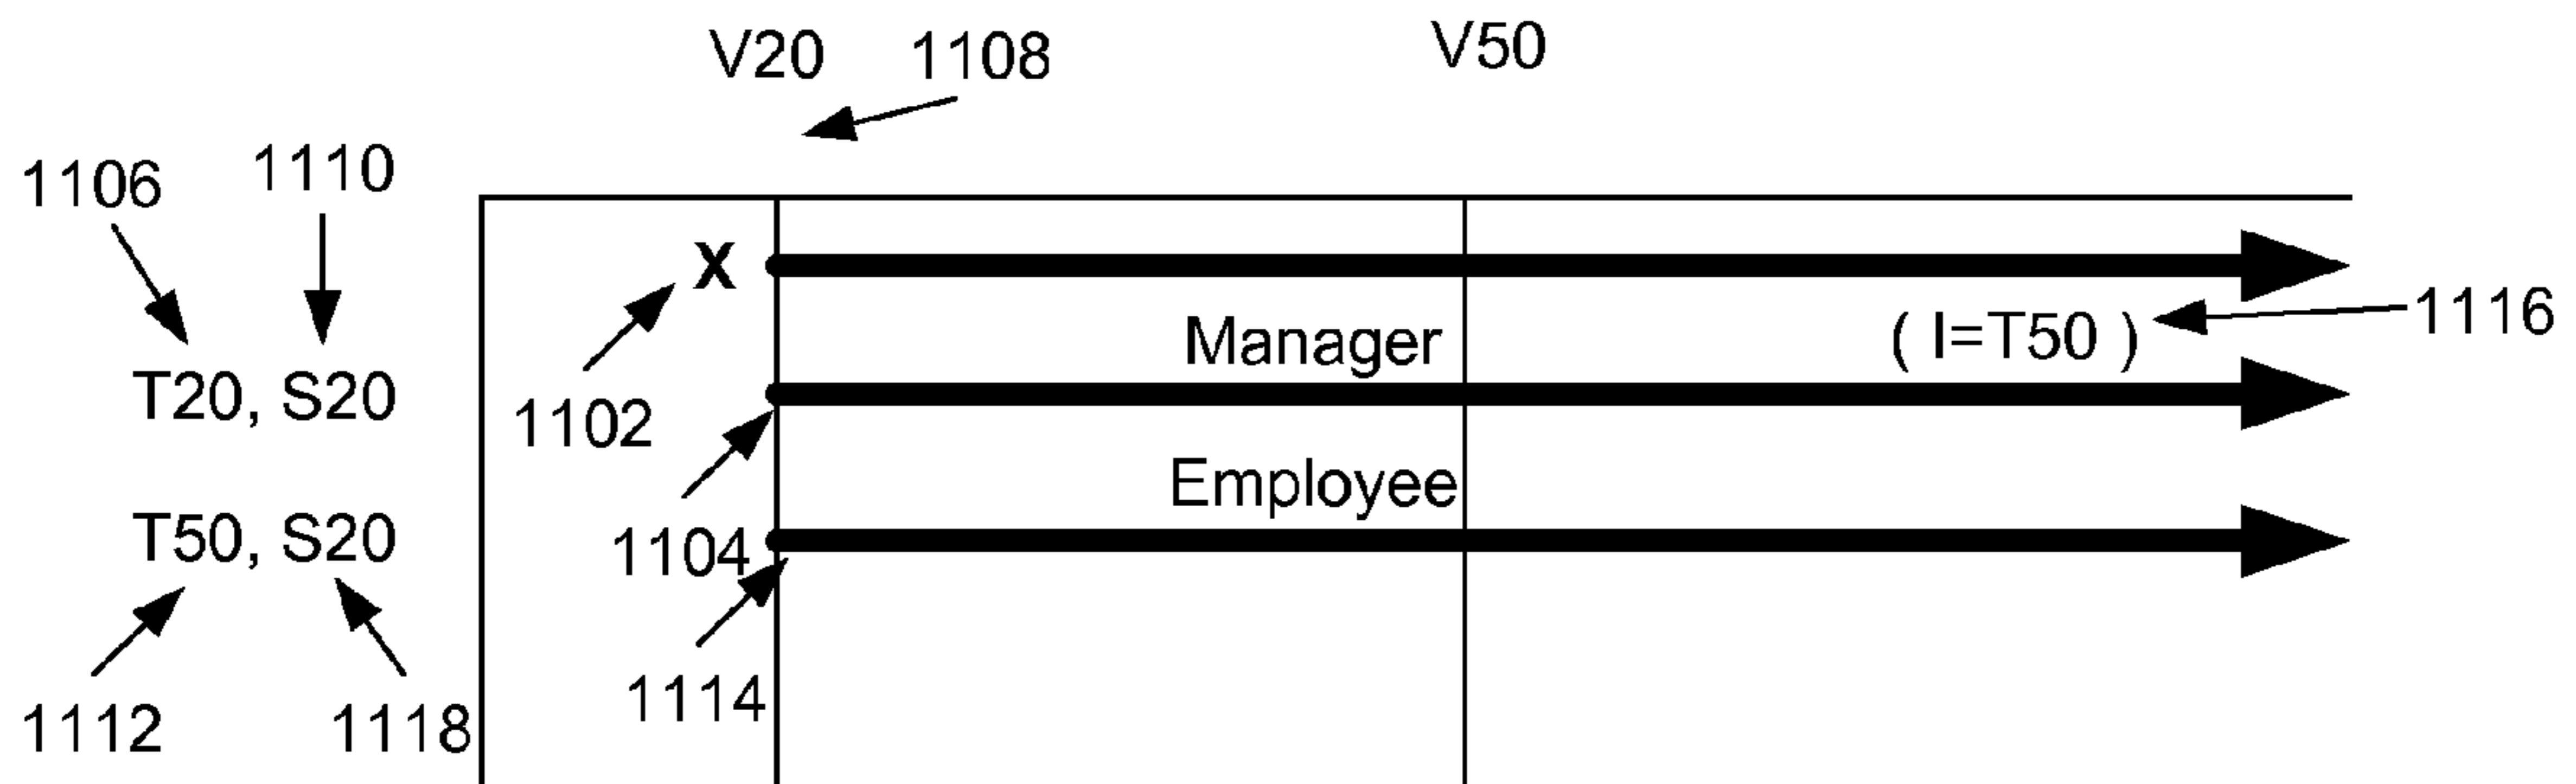 V20 1108 V50
1106 1110
X
Manager ( I=T50 ) 1116
T20, S20 1102
Employee
T50, S20 1104
1112 1118 1114